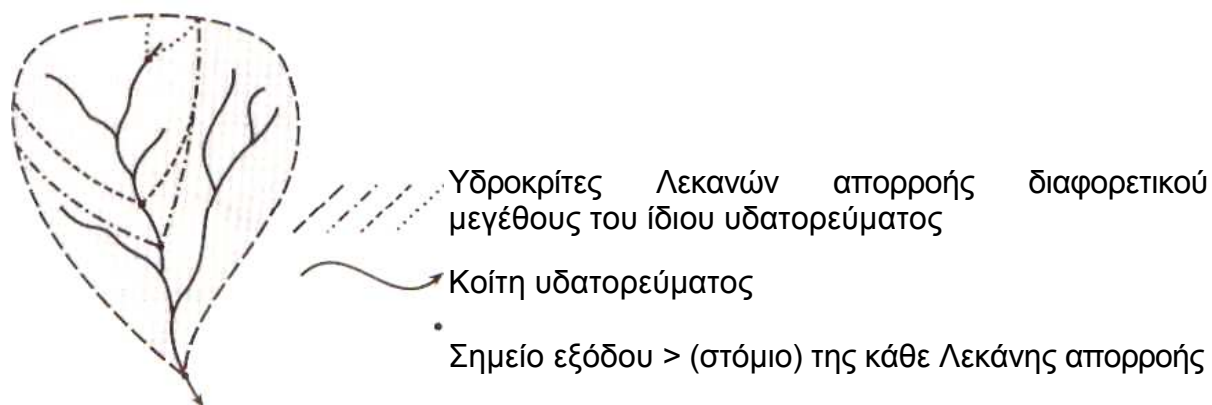 Υδροκρίτες Λεκανών απορροής διαφορετικού
μεγέθους του ίδιου υδατορεύματος
Κοίτη υδατορεύματος
Σημείο εξόδου > (στόμιο) της κάθε Λεκάνης απορροής